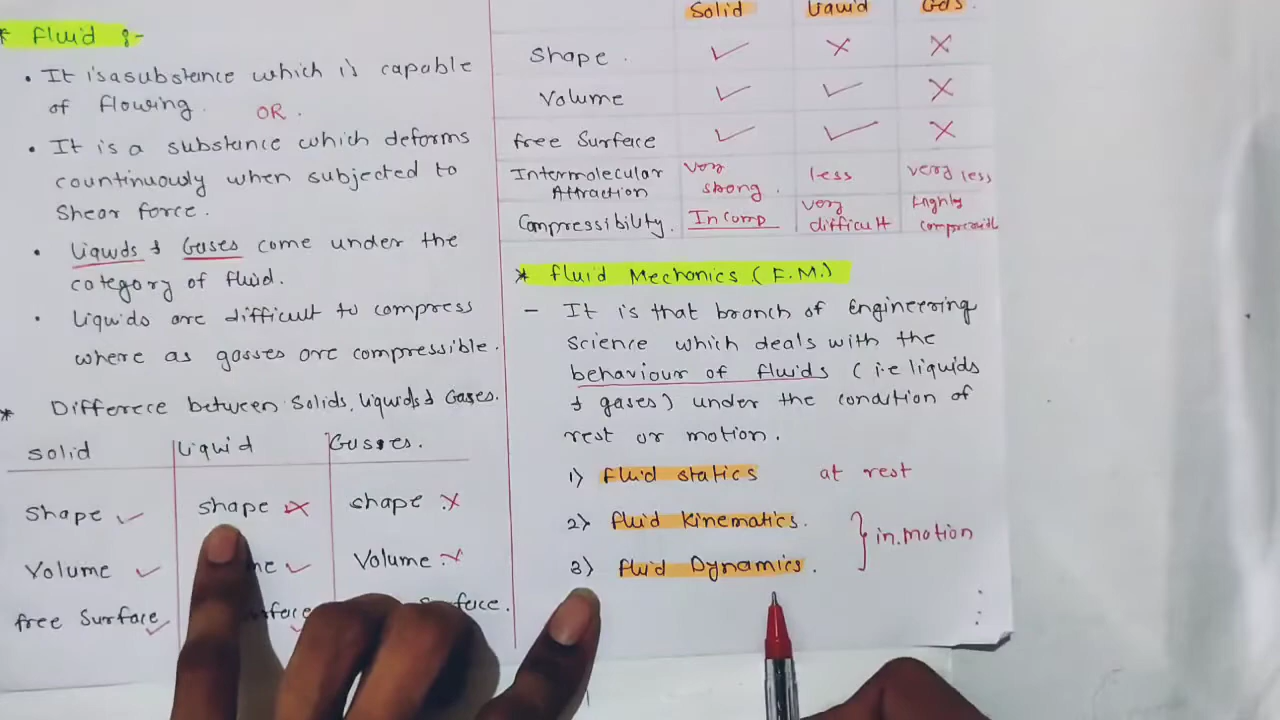 * Fluid :-
• It is a substance which is capable
of flowing. OR.
• It is a substance which deforms
countinuously when subjected to
Shear force.
• Liquids & Gases come under the
category of fluid.
• Liquids are difficult to compress
where as gasses are compressible.
* Differece between Solids, liquids & Gases.
Solid Liquid Gasses.
Shape ✓ shape × shape ×
Volume ✓ ✓ Volume ×
free Surface ✓
Solid Liquid Gas.
Shape. ✓ × ×
Volume ✓ ✓ ×
free Surface ✓ ✓ ×
Intermolecular Attraction very strong. less very less
Compressibility. Incomp very difficult Highly
* fluid Mechanics (F.M.)
- It is that branch of engineering
science which deals with the
behaviour of fluids (i.e liquids
& gases) under the condition of
rest or motion.
1) fluid statics at rest
2) fluid Kinematics.
3) fluid Dynamics.
} in motion